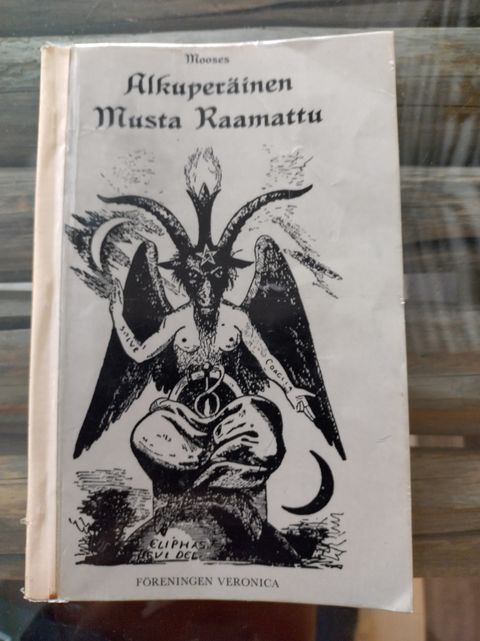 Mooses
Alkuperäinen
Musta Raamattu
SOLVE
COAGULA
ELIPHAS
LEVI DEL
FÖRENINGEN VERONICA